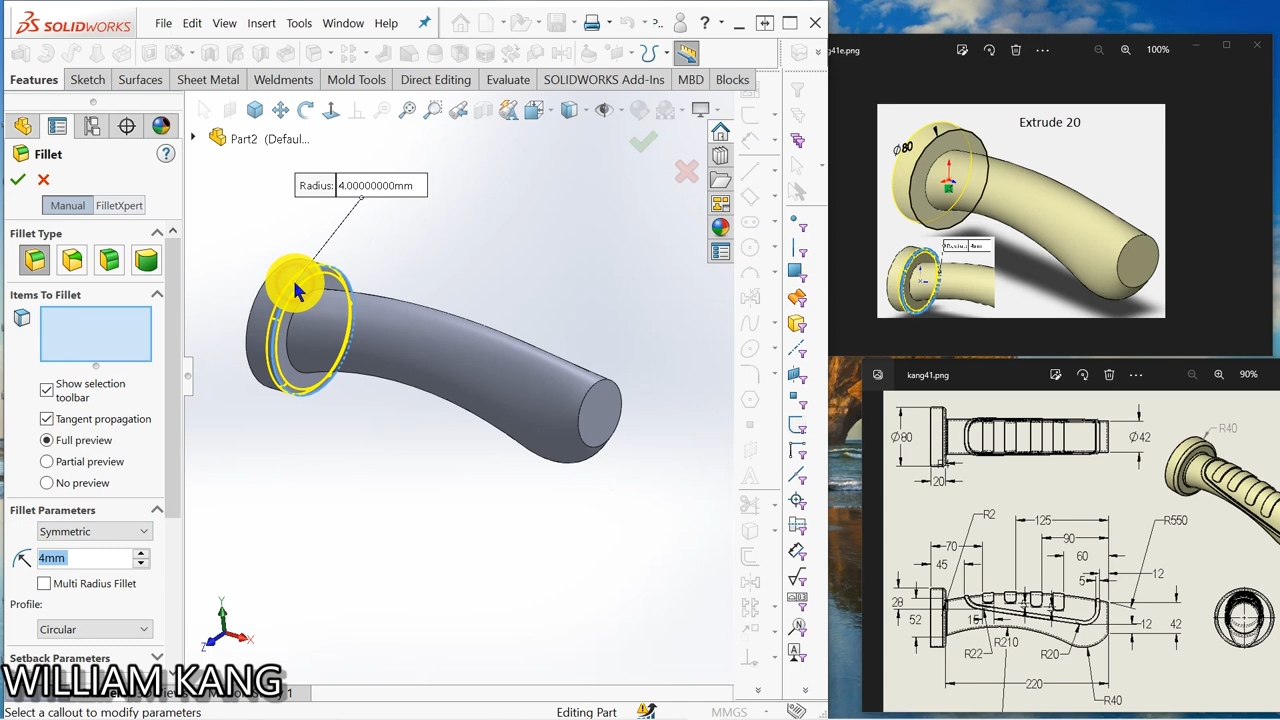 SOLIDWORKS File Edit View Insert Tools Window Help P.. ?
Features Sketch Surfaces Sheet Metal Weldments Mold Tools Direct Editing Evaluate SOLIDWORKS Add-Ins MBD Blocks
Part2 (Defaul...
Fillet
Manual FilletXpert
Fillet Type
Items To Fillet
Show selection
toolbar
Tangent propagation
Full preview
Partial preview
No preview
Fillet Parameters
Symmetric
4mm
Multi Radius Fillet
Profile:
Circular
Setback Parameters
Radius: 4.00000000mm
Y
X
Z
WILLIAN KANG
1
Select a callout to modify parameters
Editing Part
MMGS
g41e.png
100%
Extrude 20
Ø80
Radius: 4mm
kang41.png
90%
Ø80
Ø42
20
R40
R2
125
R550
70
90
45
60
12
5
28
52
15
12
42
R22
R210
R20
220
R40